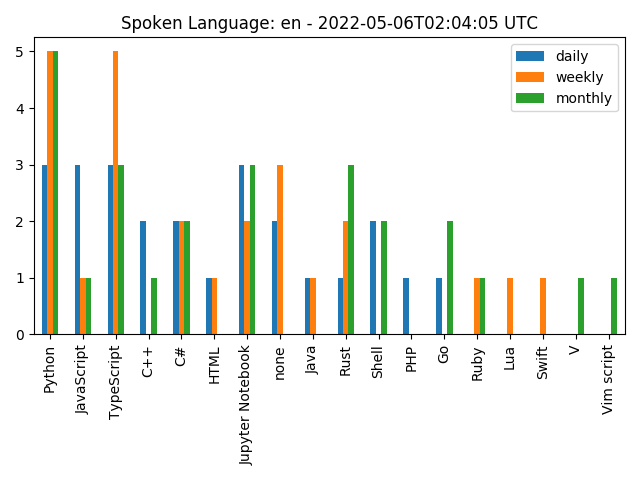 Spoken Language: en - 2022-05-06T02:04:05 UTC
daily
weekly
monthly
5
4
3
2
1
0
Python
JavaScript
TypeScript
C++
C#
HTML
Jupyter Notebook
none
Java
Rust
Shell
PHP
Go
Ruby
Lua
Swift
V
Vim script